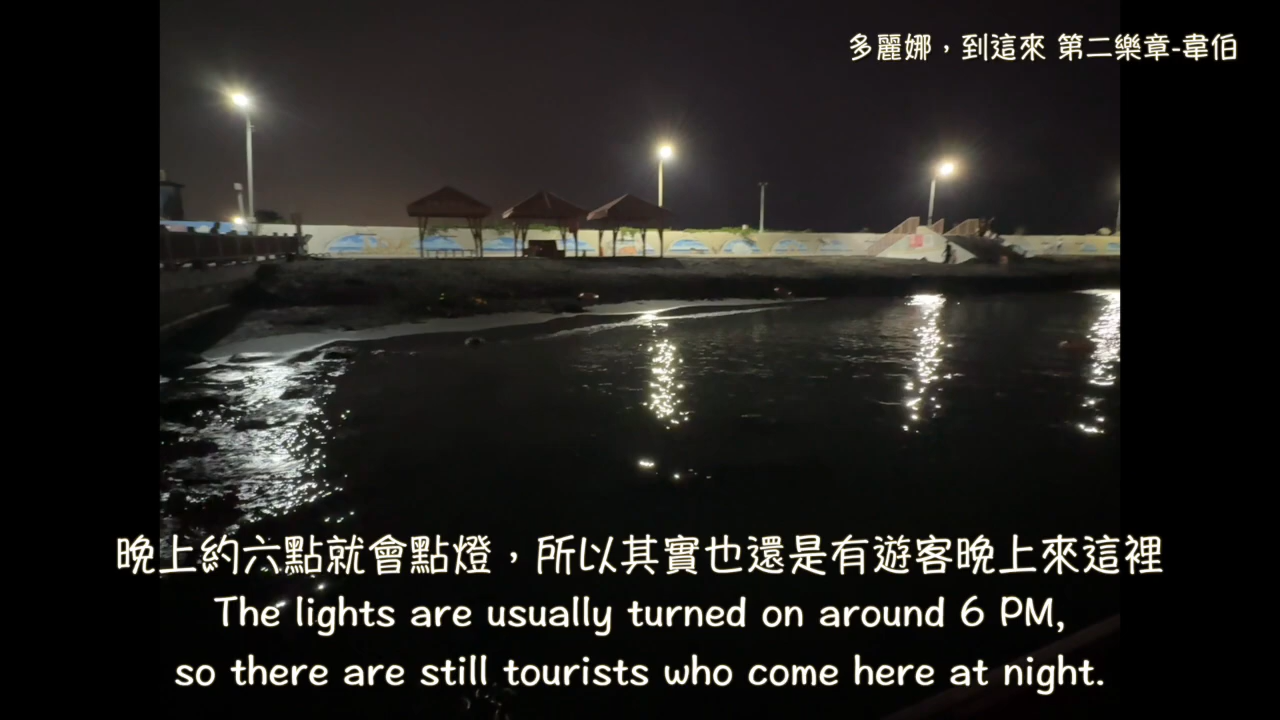 多麗娜，到這來 第二樂章-韋伯
晚上約六點就會點燈，所以其實也還是有遊客晚上來這裡
The lights are usually turned on around 6 PM,
so there are still tourists who come here at night.